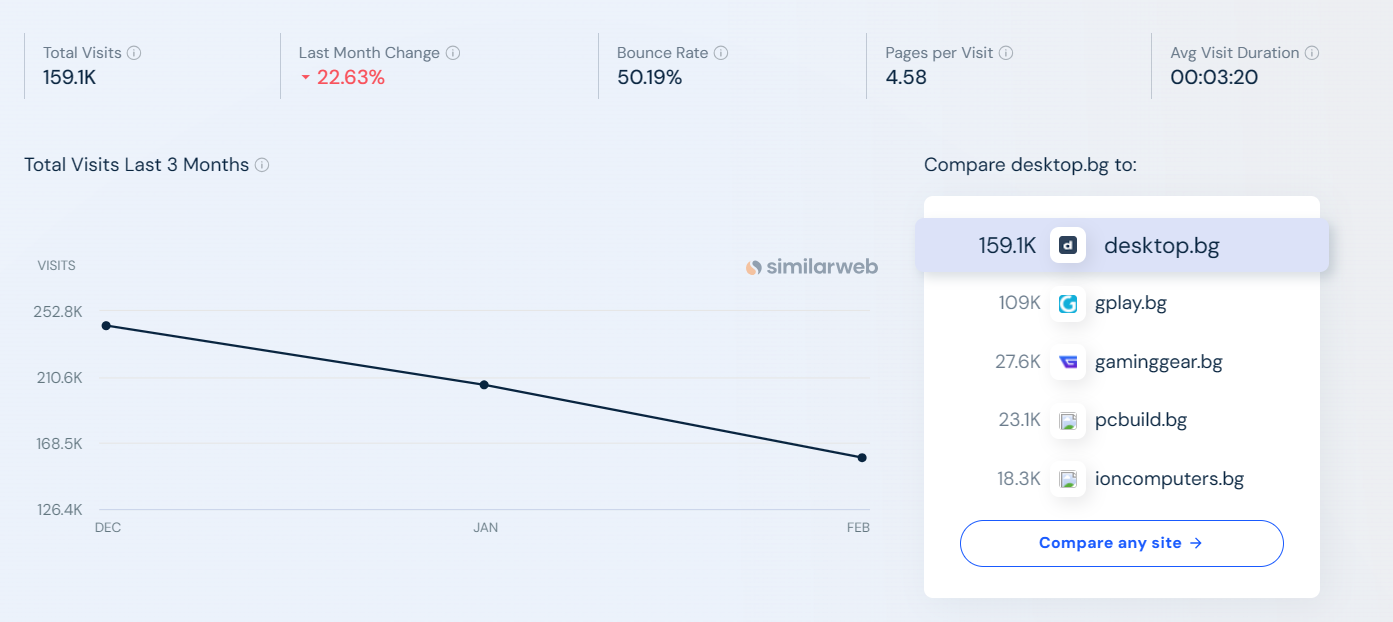 Total Visits
159.1K
Last Month Change
22.63%
Bounce Rate
50.19%
Pages per Visit
4.58
Avg Visit Duration
00:03:20
Total Visits Last 3 Months
VISITS
similarweb
252.8K
210.6K
168.5K
126.4K
DEC JAN FEB
Compare desktop.bg to:
159.1K desktop.bg
109K gplay.bg
27.6K gaminggear.bg
23.1K pcbuild.bg
18.3K ioncomputers.bg
Compare any site →